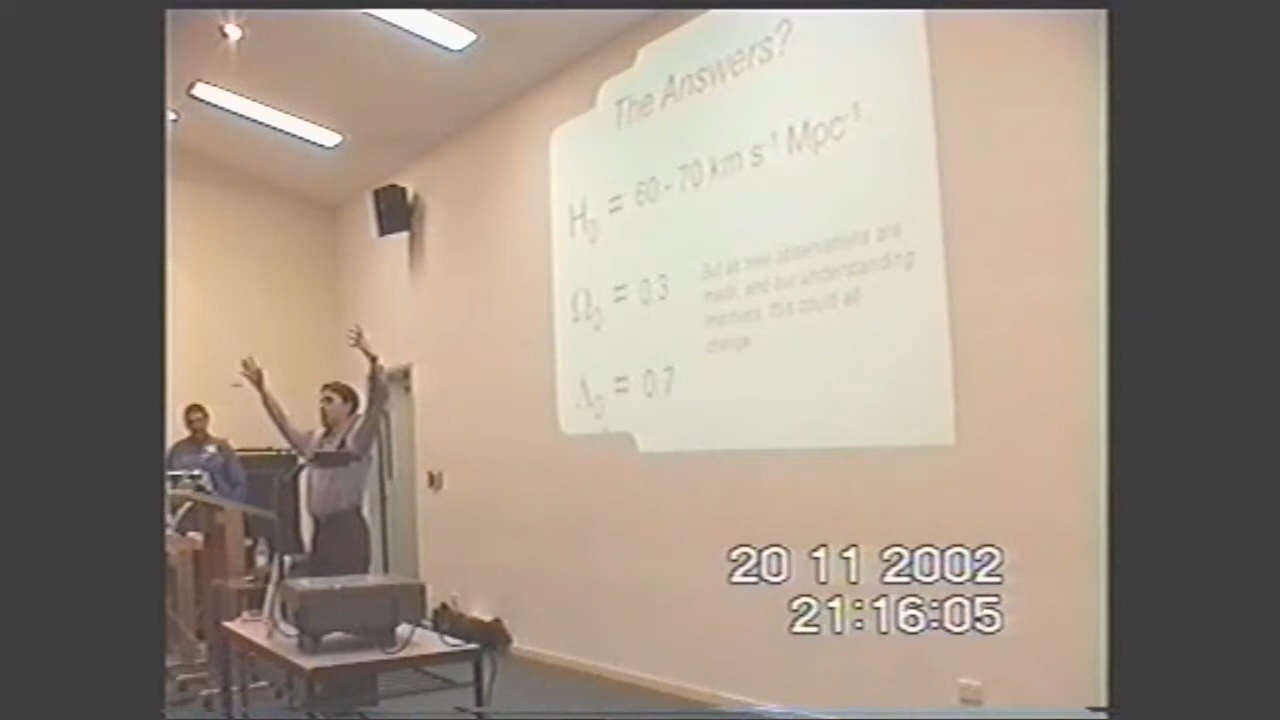 The Answers?
H₀ = 60 - 70 km s⁻¹ Mpc⁻¹
Ω₀ = 0.3
But as new observations are
made, and our understanding
improves, this could all
change.
Λ₀ = 0.7
20 11 2002
21:16:05